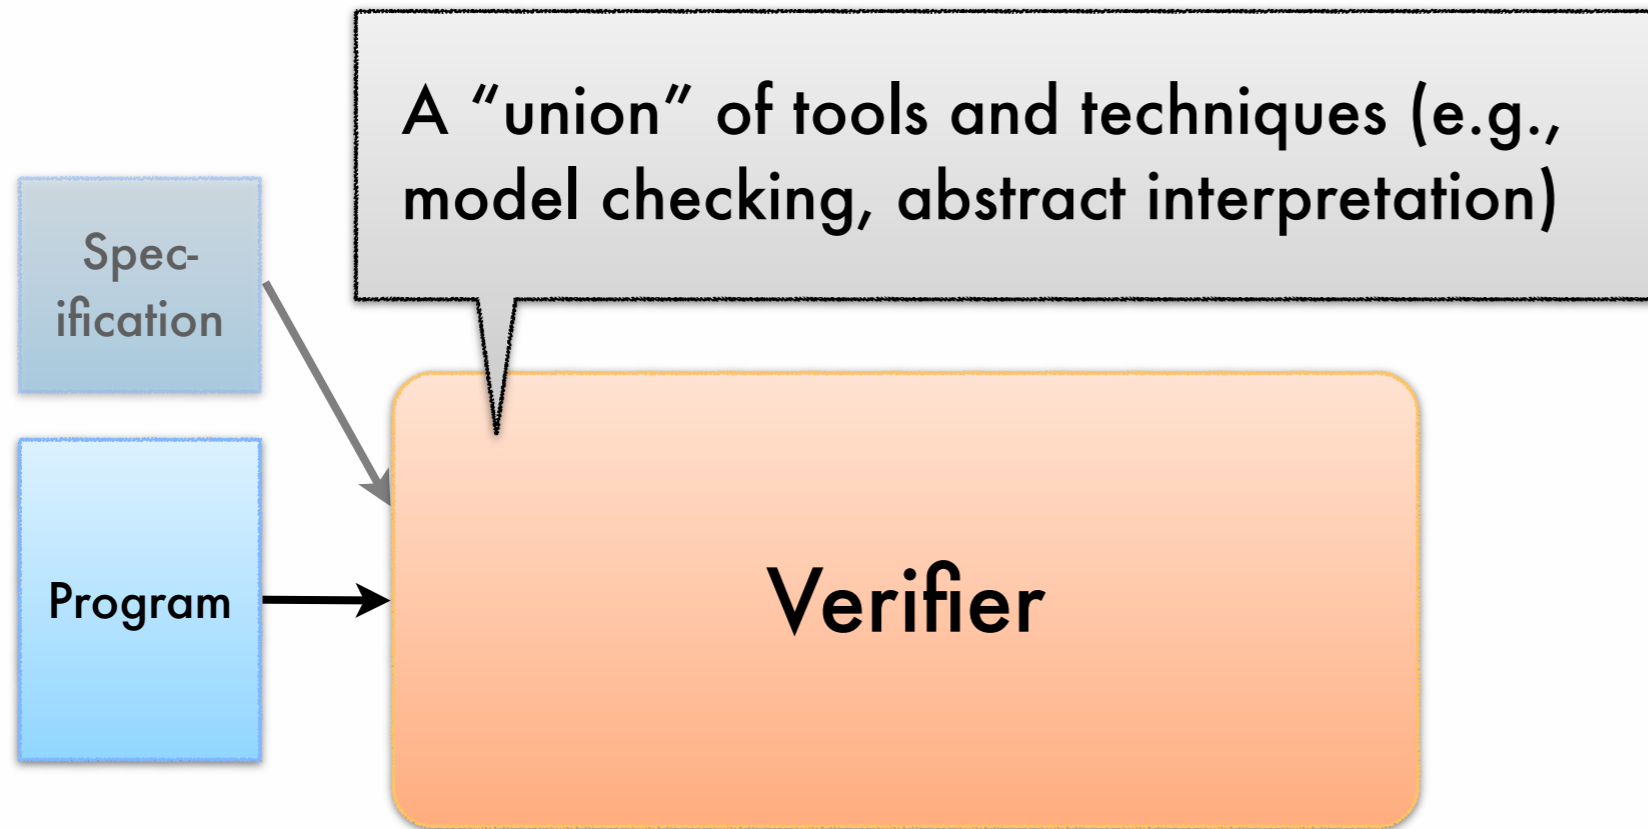 A “union” of tools and techniques (e.g.,
model checking, abstract interpretation)
Spec-
ification
Program
Verifier